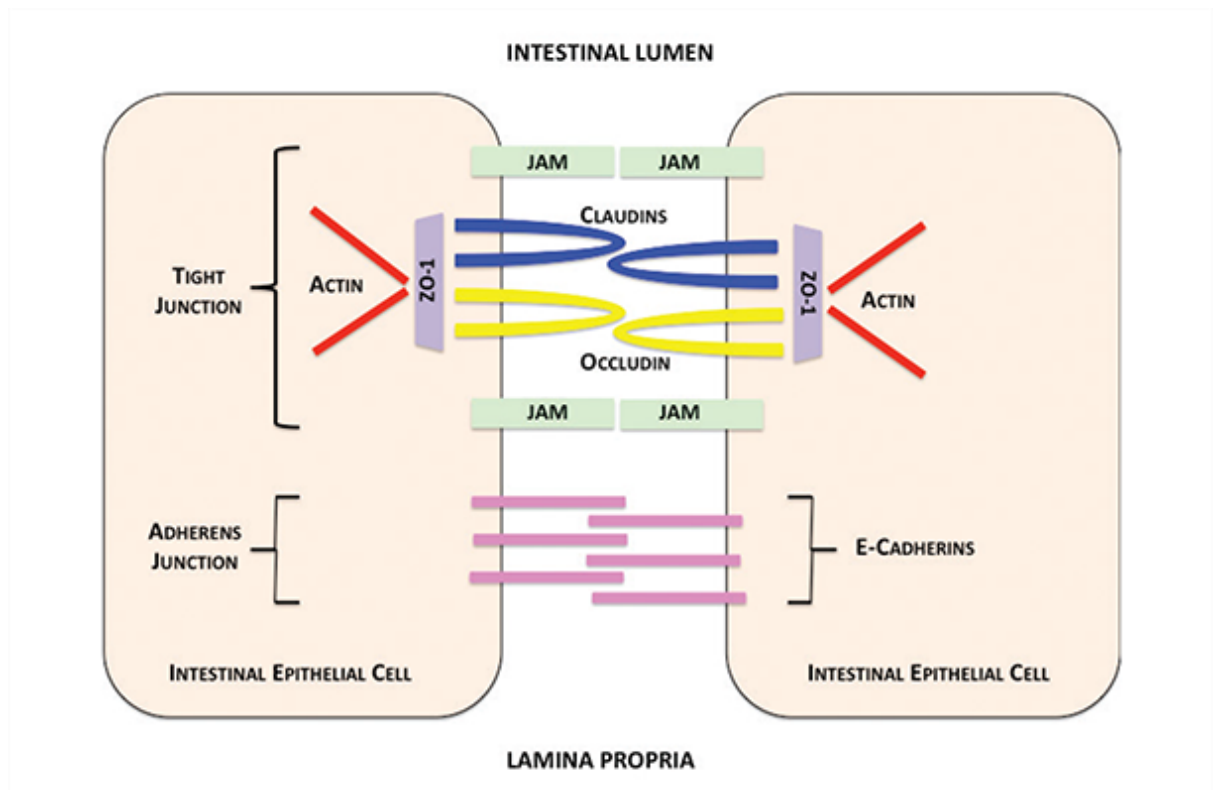 INTESTINAL LUMEN
JAM JAM
CLAUDINS
TIGHT
JUNCTION
ACTIN
ZO-1
ZO-1
ACTIN
OCCLUDIN
JAM JAM
ADHERENS
JUNCTION
E-CADHERINS
INTESTINAL EPITHELIAL CELL
INTESTINAL EPITHELIAL CELL
LAMINA PROPRIA